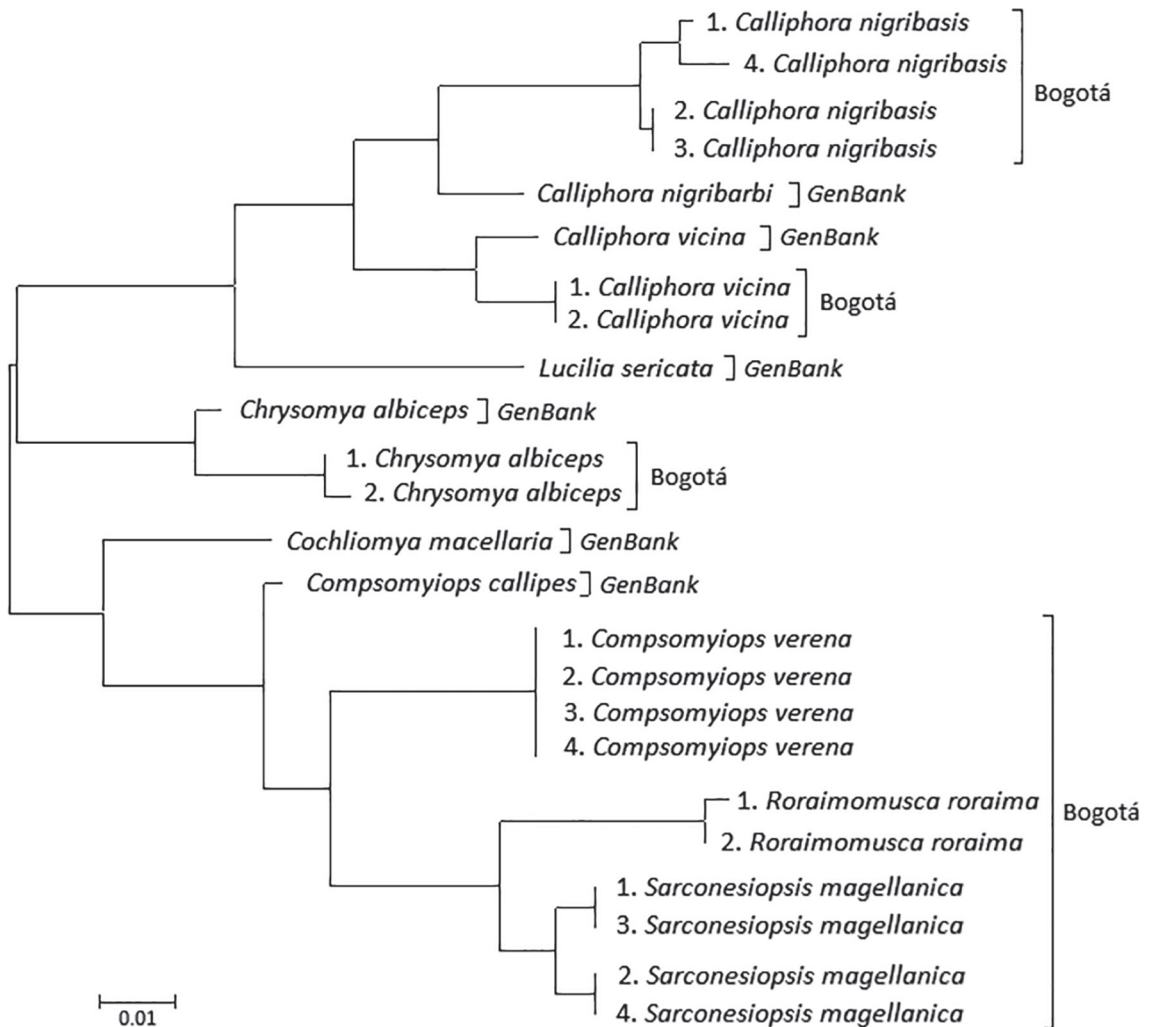 1. Calliphora nigribasis
4. Calliphora nigribasis
Bogotá
2. Calliphora nigribasis
3. Calliphora nigribasis
Calliphora nigribarbi ] GenBank
Calliphora vicina ] GenBank
1. Calliphora vicina
Bogotá
2. Calliphora vicina
Lucilia sericata ] GenBank
Chrysomya albiceps ] GenBank
1. Chrysomya albiceps
Bogotá
2. Chrysomya albiceps
Cochliomya macellaria ] GenBank
Compsomyiops callipes ] GenBank
1. Compsomyiops verena
2. Compsomyiops verena
3. Compsomyiops verena
4. Compsomyiops verena
1. Roraimomusca roraima
Bogotá
2. Roraimomusca roraima
1. Sarconesiopsis magellanica
3. Sarconesiopsis magellanica
2. Sarconesiopsis magellanica
4. Sarconesiopsis magellanica
0.01